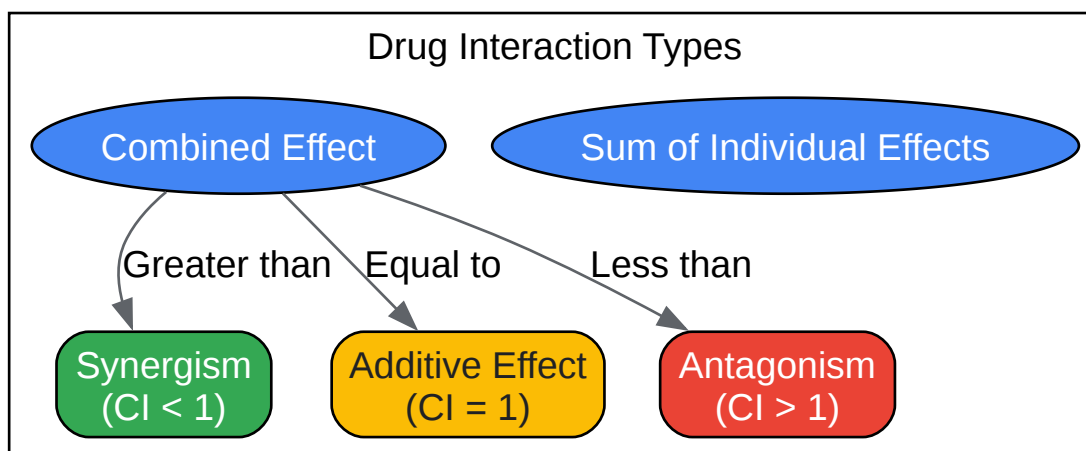 Drug Interaction Types
Combined Effect
Sum of Individual Effects
Greater than
Equal to
Less than
Synergism
(CI < 1)
Additive Effect
(CI = 1)
Antagonism
(CI > 1)